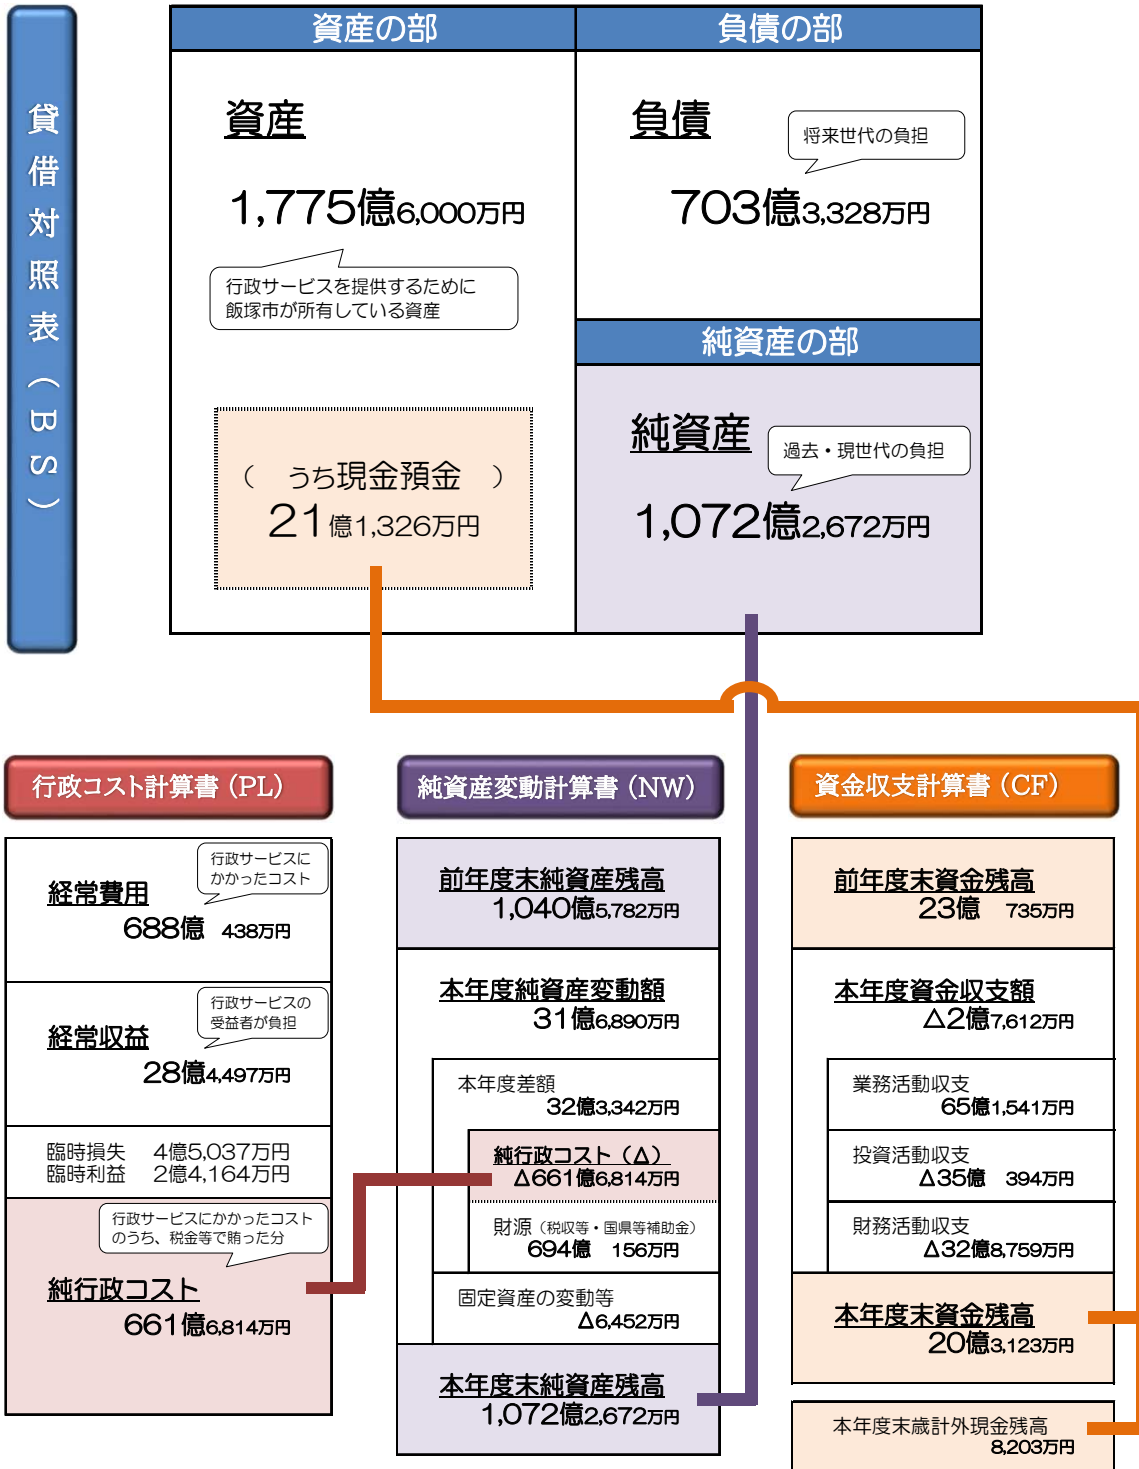 貸借対照表（BS）
資産の部
資産
1,775億6,000万円
行政サービスを提供するために
飯塚市が所有している資産
（　うち現金預金　）
21億1,326万円
負債の部
負債
将来世代の負担
703億3,328万円
純資産の部
純資産
過去・現世代の負担
1,072億2,672万円
行政コスト計算書（PL）
行政サービスに
かかったコスト
経常費用
688億　438万円
行政サービスの
受益者が負担
経常収益
28億4,497万円
臨時損失　4億5,037万円
臨時利益　2億4,164万円
行政サービスにかかったコスト
のうち、税金等で賄った分
純行政コスト
661億6,814万円
純資産変動計算書（NW）
前年度末純資産残高
1,040億5,782万円
本年度純資産変動額
31億6,890万円
本年度差額
32億3,342万円
純行政コスト（Δ）
Δ661億6,814万円
財源（税収等・国県等補助金）
694億　156万円
固定資産の変動等
Δ6,452万円
本年度末純資産残高
1,072億2,672万円
資金収支計算書（CF）
前年度末資金残高
23億　735万円
本年度資金収支額
△2億7,612万円
業務活動収支
65億1,541万円
投資活動収支
Δ35億　394万円
財務活動収支
Δ32億8,759万円
本年度末資金残高
20億3,123万円
本年度末歳計外現金残高
8,203万円